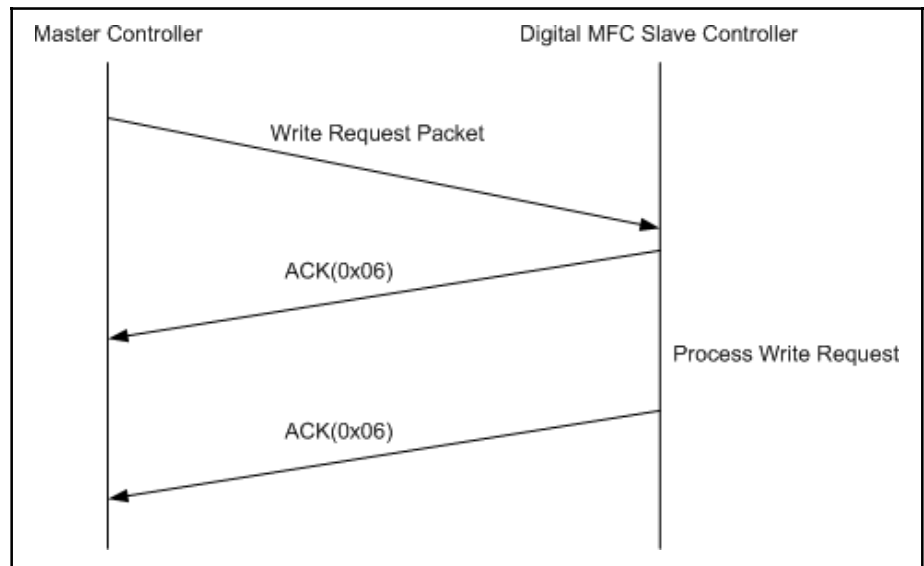 Master Controller
Digital MFC Slave Controller
Write Request Packet
ACK(0x06)
Process Write Request
ACK(0x06)